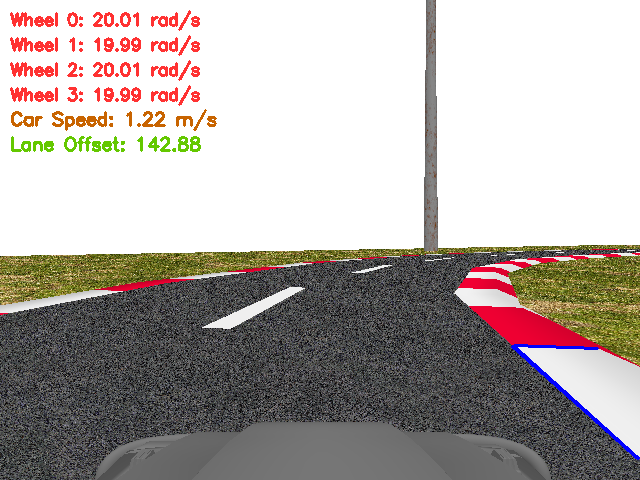 Wheel 0: 20.01 rad/s
Wheel 1: 19.99 rad/s
Wheel 2: 20.01 rad/s
Wheel 3: 19.99 rad/s
Car Speed: 1.22 m/s
Lane Offset: 142.88